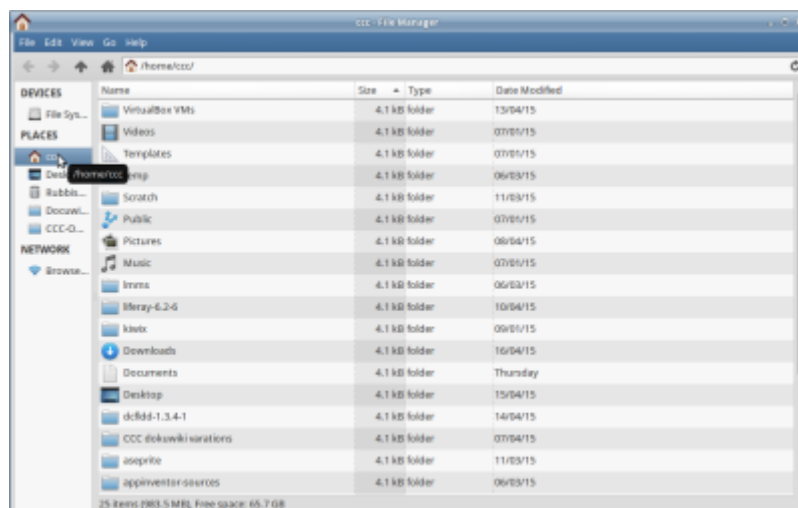 ccc - File Manager
File Edit View Go Help
/home/ccc/
DEVICES
File Sys...
PLACES
ccc
Desk
/home/ccc
Rubbis...
Docuwi...
CCC-O...
NETWORK
Browse...
Name Size Type Date Modified
VirtualBox VMs 4.1 kB folder 13/04/15
Videos 4.1 kB folder 07/01/15
Templates 4.1 kB folder 07/01/15
temp 4.1 kB folder 06/03/15
Scratch 4.1 kB folder 11/03/15
Public 4.1 kB folder 07/01/15
Pictures 4.1 kB folder 08/04/15
Music 4.1 kB folder 07/01/15
lmms 4.1 kB folder 06/03/15
liferay-6.2-6 4.1 kB folder 10/04/15
kiwix 4.1 kB folder 09/01/15
Downloads 4.1 kB folder 16/04/15
Documents 4.1 kB folder Thursday
Desktop 4.1 kB folder 15/04/15
dcfldd-1.3.4-1 4.1 kB folder 14/04/15
CCC dokuwiki varations 4.1 kB folder 07/04/15
aseprite 4.1 kB folder 11/03/15
appinventor-sources 4.1 kB folder 06/03/15
25 items (983.5 MB), Free space: 65.7 GB